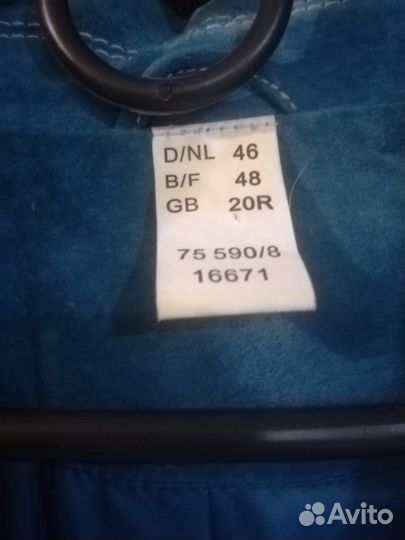 D/NL 46
B/F 48
GB 20R
75 590/8
16671
Avito